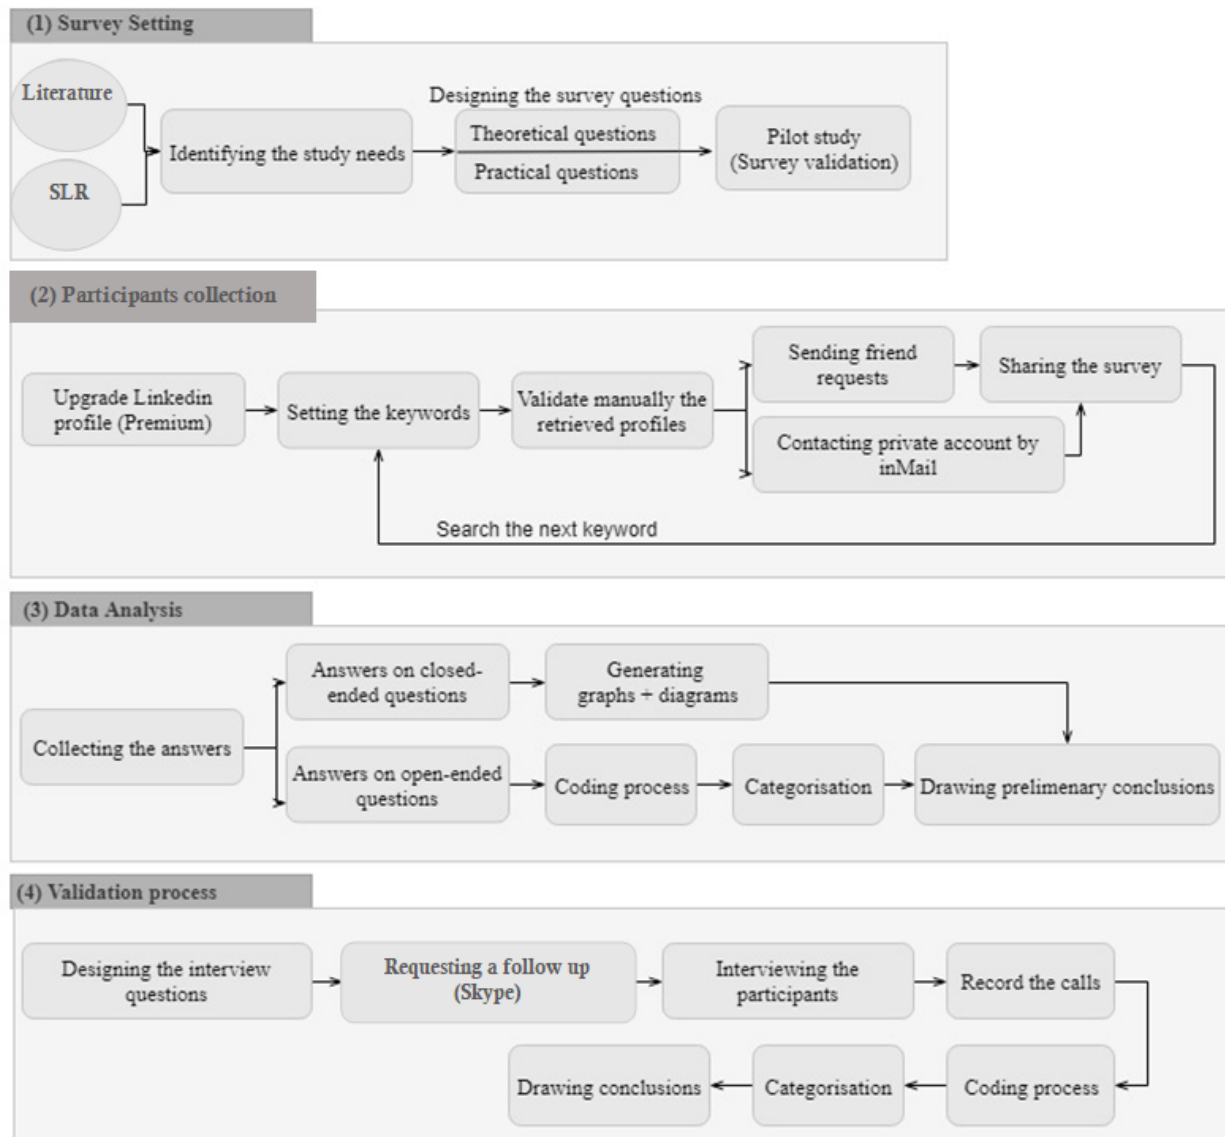 (1) Survey Setting
Literature
SLR
Identifying the study needs
Designing the survey questions
Theoretical questions
Practical questions
Pilot study
(Survey validation)
(2) Participants collection
Upgrade Linkedin
profile (Premium)
Setting the keywords
Validate manually the
retrieved profiles
Sending friend
requests
Contacting private account by
inMail
Sharing the survey
Search the next keyword
(3) Data Analysis
Collecting the answers
Answers on closed-
ended questions
Generating
graphs + diagrams
Answers on open-ended
questions
Coding process
Categorisation
Drawing prelimenary conclusions
(4) Validation process
Designing the interview
questions
Requesting a follow up
(Skype)
Interviewing the
participants
Record the calls
Coding process
Categorisation
Drawing conclusions